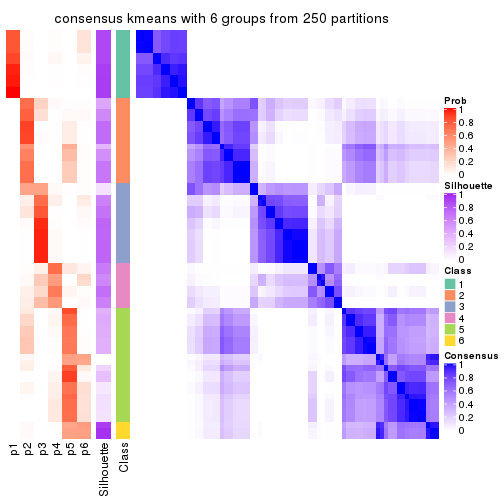 consensus kmeans with 6 groups from 250 partitions
Prob
1
0.8
0.6
0.4
0.2
0
Silhouette
1
0.8
0.6
0.4
0.2
0
Class
1
2
3
4
5
6
Consensus
1
0.8
0.6
0.4
0.2
0
p1
p2
p3
p4
p5
p6
Silhouette
Class